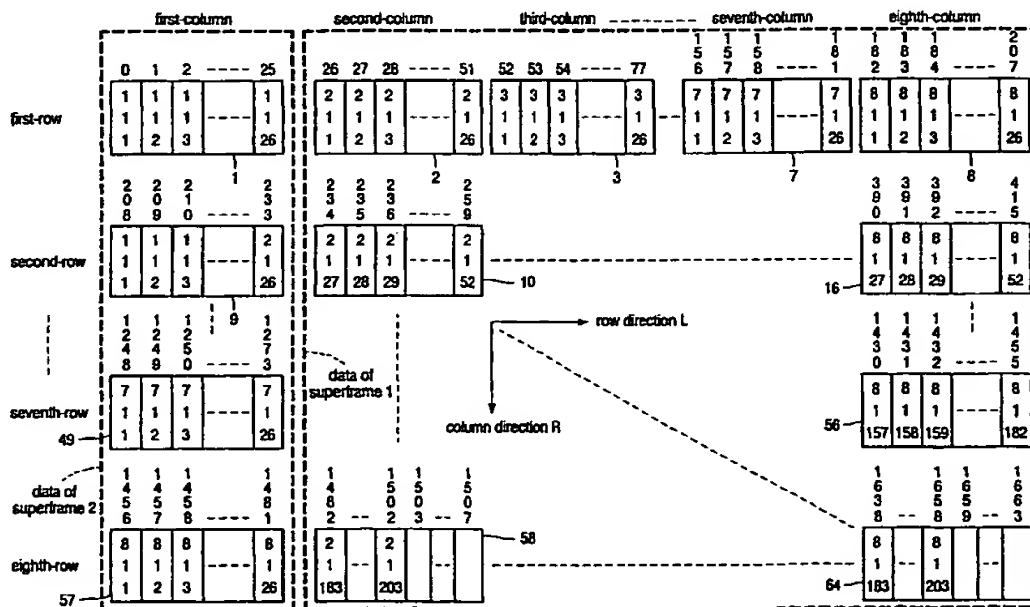 first-column second-column third-column seventh-column eighth-column
0 1 2 25 26 27 28 51 52 53 54 77 156 157 158 181 182 183 184 207
first-row
1 1 1 1 2 2 2 2 3 3 3 3 7 7 7 7 8 8 8 8
1 1 1 1 1 1 1 1 1 1 1 1 1 1 1 1 1 1 1 1
1 2 3 26 1 2 3 26 1 2 3 26 1 2 3 26 1 2 3 26
1 2 3 7 8
208 209 210 233 234 235 236 259 390 391 392 415
second-row
1 1 1 2 2 2 2 2 8 8 8 8
1 1 1 1 1 1 1 1 1 1 1 1
1 2 3 26 27 28 29 52 27 28 29 52
9 10 16
1248 1249 1250 1273 1430 1431 1432 1455
row direction L
column direction R
data of
superframe 1
seventh-row
7 7 7 7 8 8 8 8
1 1 1 1 1 1 1 1
1 2 3 26 157 158 159 182
49 56
data of
superframe 2
1456 1457 1458 1481 1482 1502 1503 1507 1638 1658 1659 1663
eighth-row
8 8 8 8 2 2 8 8
1 1 1 1 1 1 1 1
1 2 3 26 183 203 183 203
57 58 64